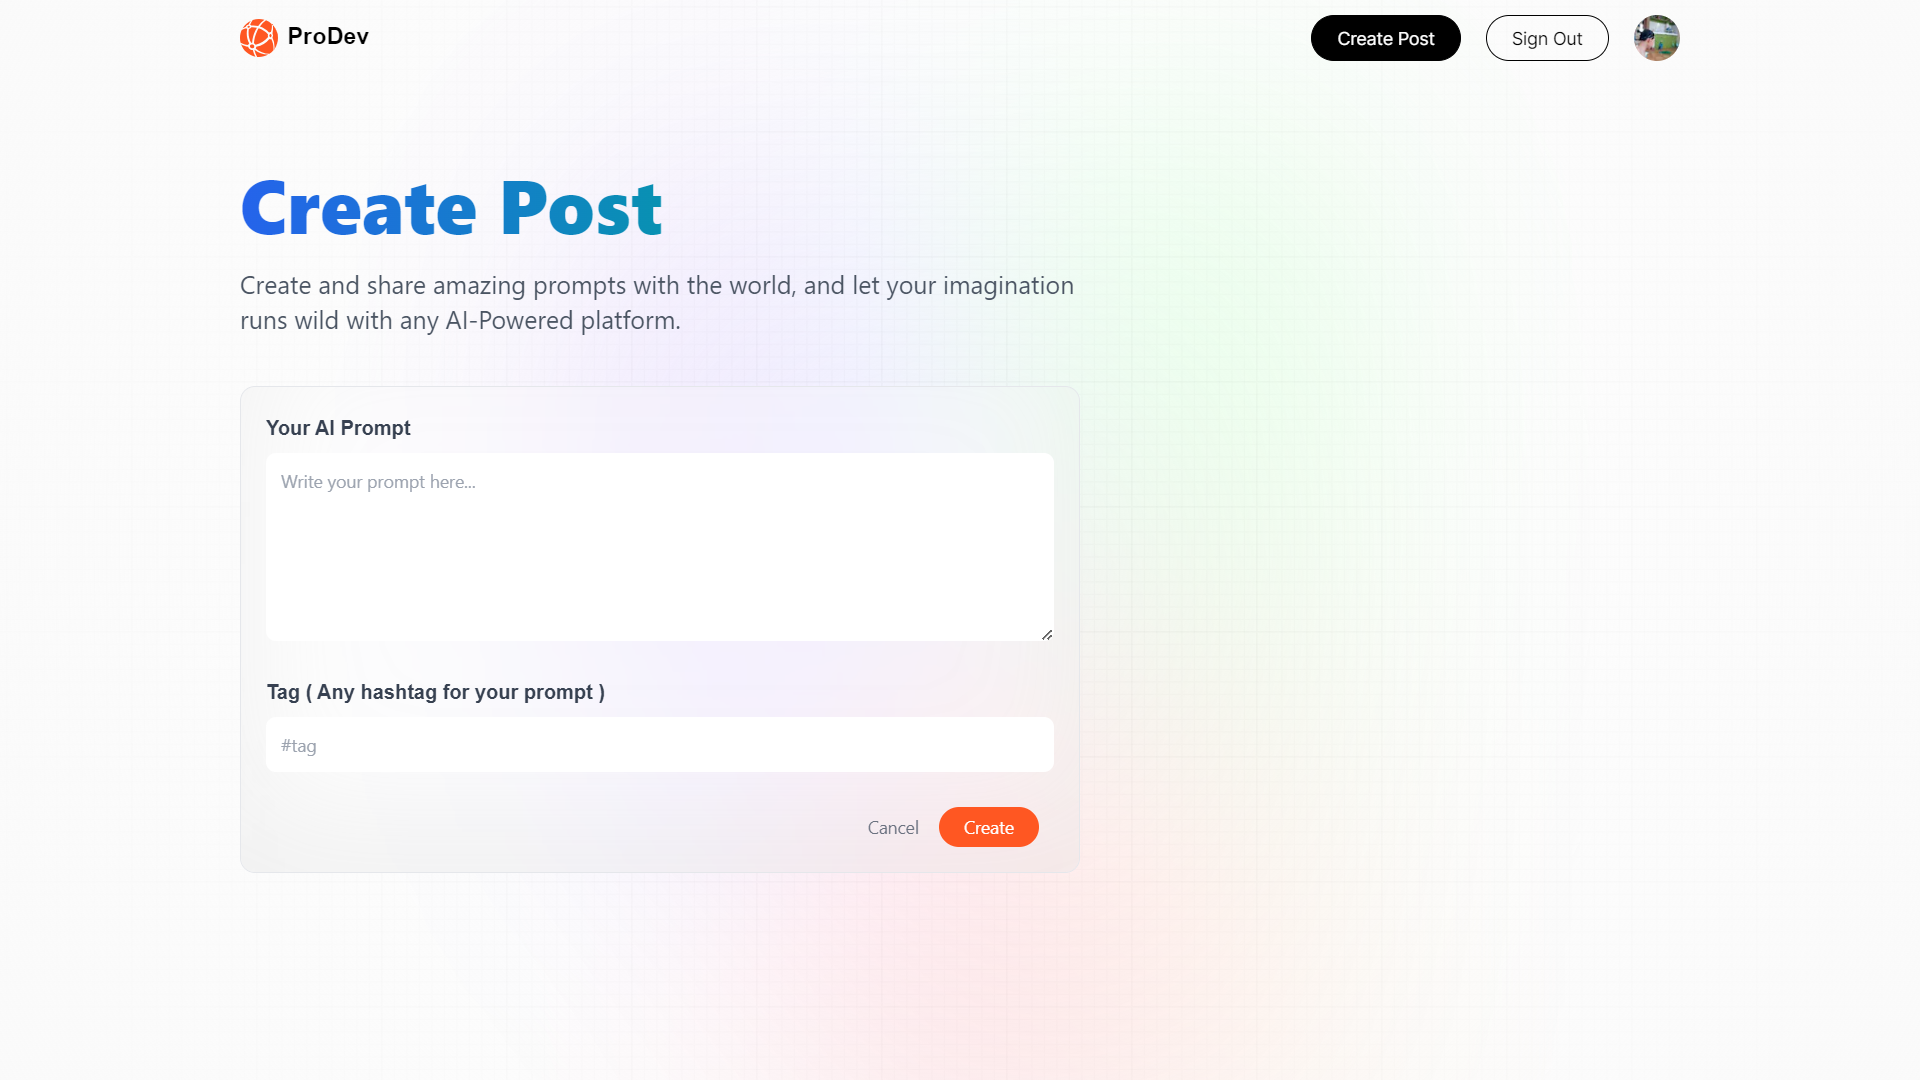 ProDev
Create Post
Sign Out
Create Post
Create and share amazing prompts with the world, and let your imagination
runs wild with any AI-Powered platform.
Your AI Prompt
Write your prompt here...
Tag ( Any hashtag for your prompt )
#tag
Cancel
Create